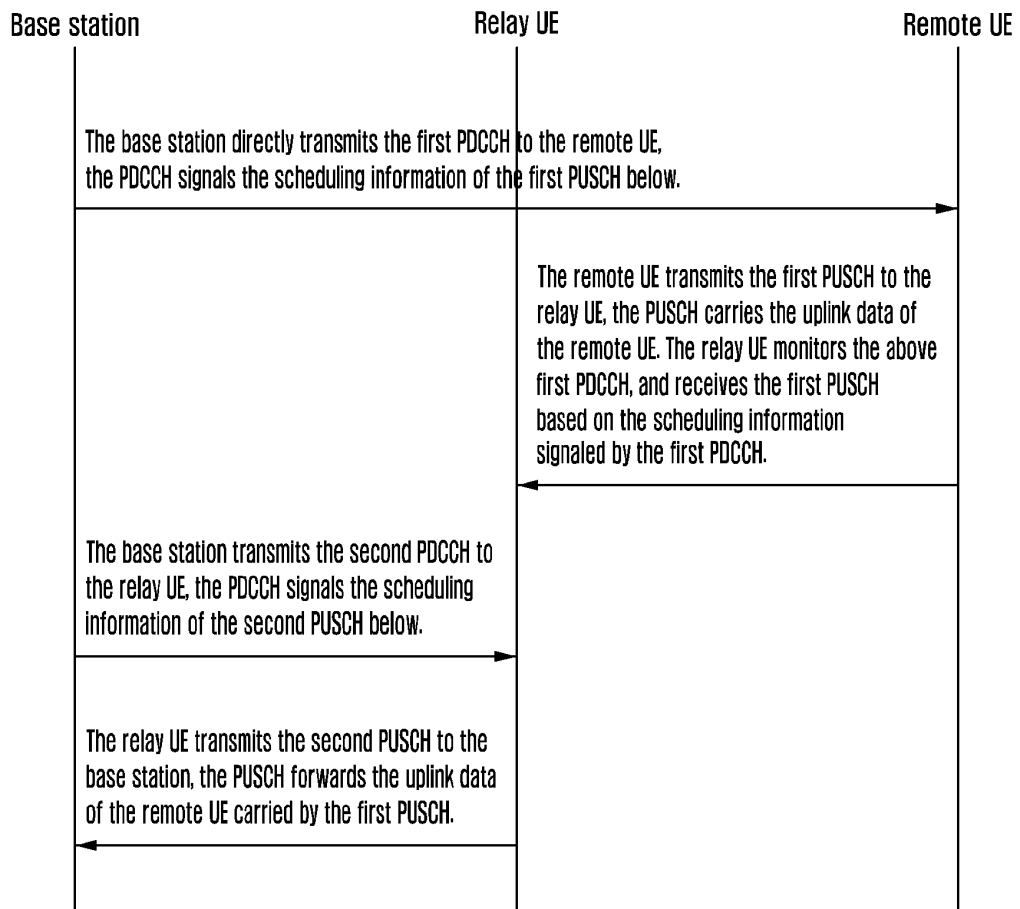 Base station
Relay UE
Remote UE
The base station directly transmits the first PDCCH to the remote UE,
the PDCCH signals the scheduling information of the first PUSCH below.
The remote UE transmits the first PUSCH to the
relay UE, the PUSCH carries the uplink data of
the remote UE. The relay UE monitors the above
first PDCCH, and receives the first PUSCH
based on the scheduling information
signaled by the first PDCCH.
The base station transmits the second PDCCH to
the relay UE, the PDCCH signals the scheduling
information of the second PUSCH below.
The relay UE transmits the second PUSCH to the
base station, the PUSCH forwards the uplink data
of the remote UE carried by the first PUSCH.